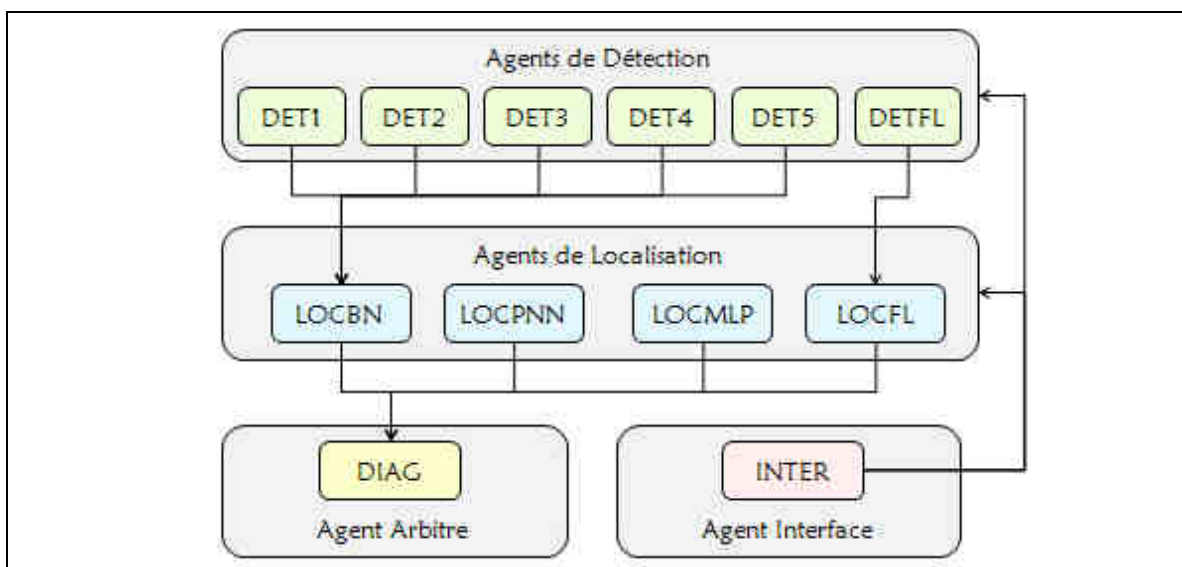 Agents de Détection
DET1 DET2 DET3 DET4 DET5 DETFL
Agents de Localisation
LOCBN LOCPNN LOCMLP LOCFL
DIAG
Agent Arbitre
INTER
Agent Interface